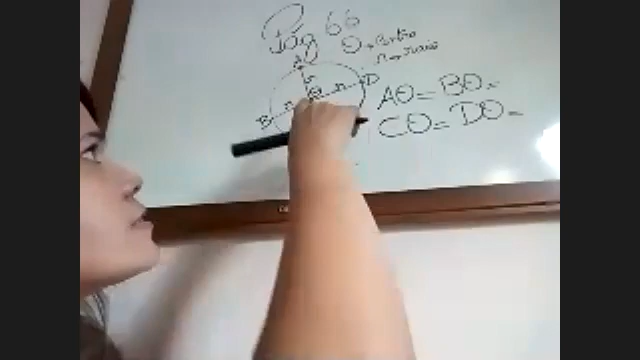 Pág 66
O → Centro
r → raio
A
r
O
r r D
B
AO = BO =
CO = DO =